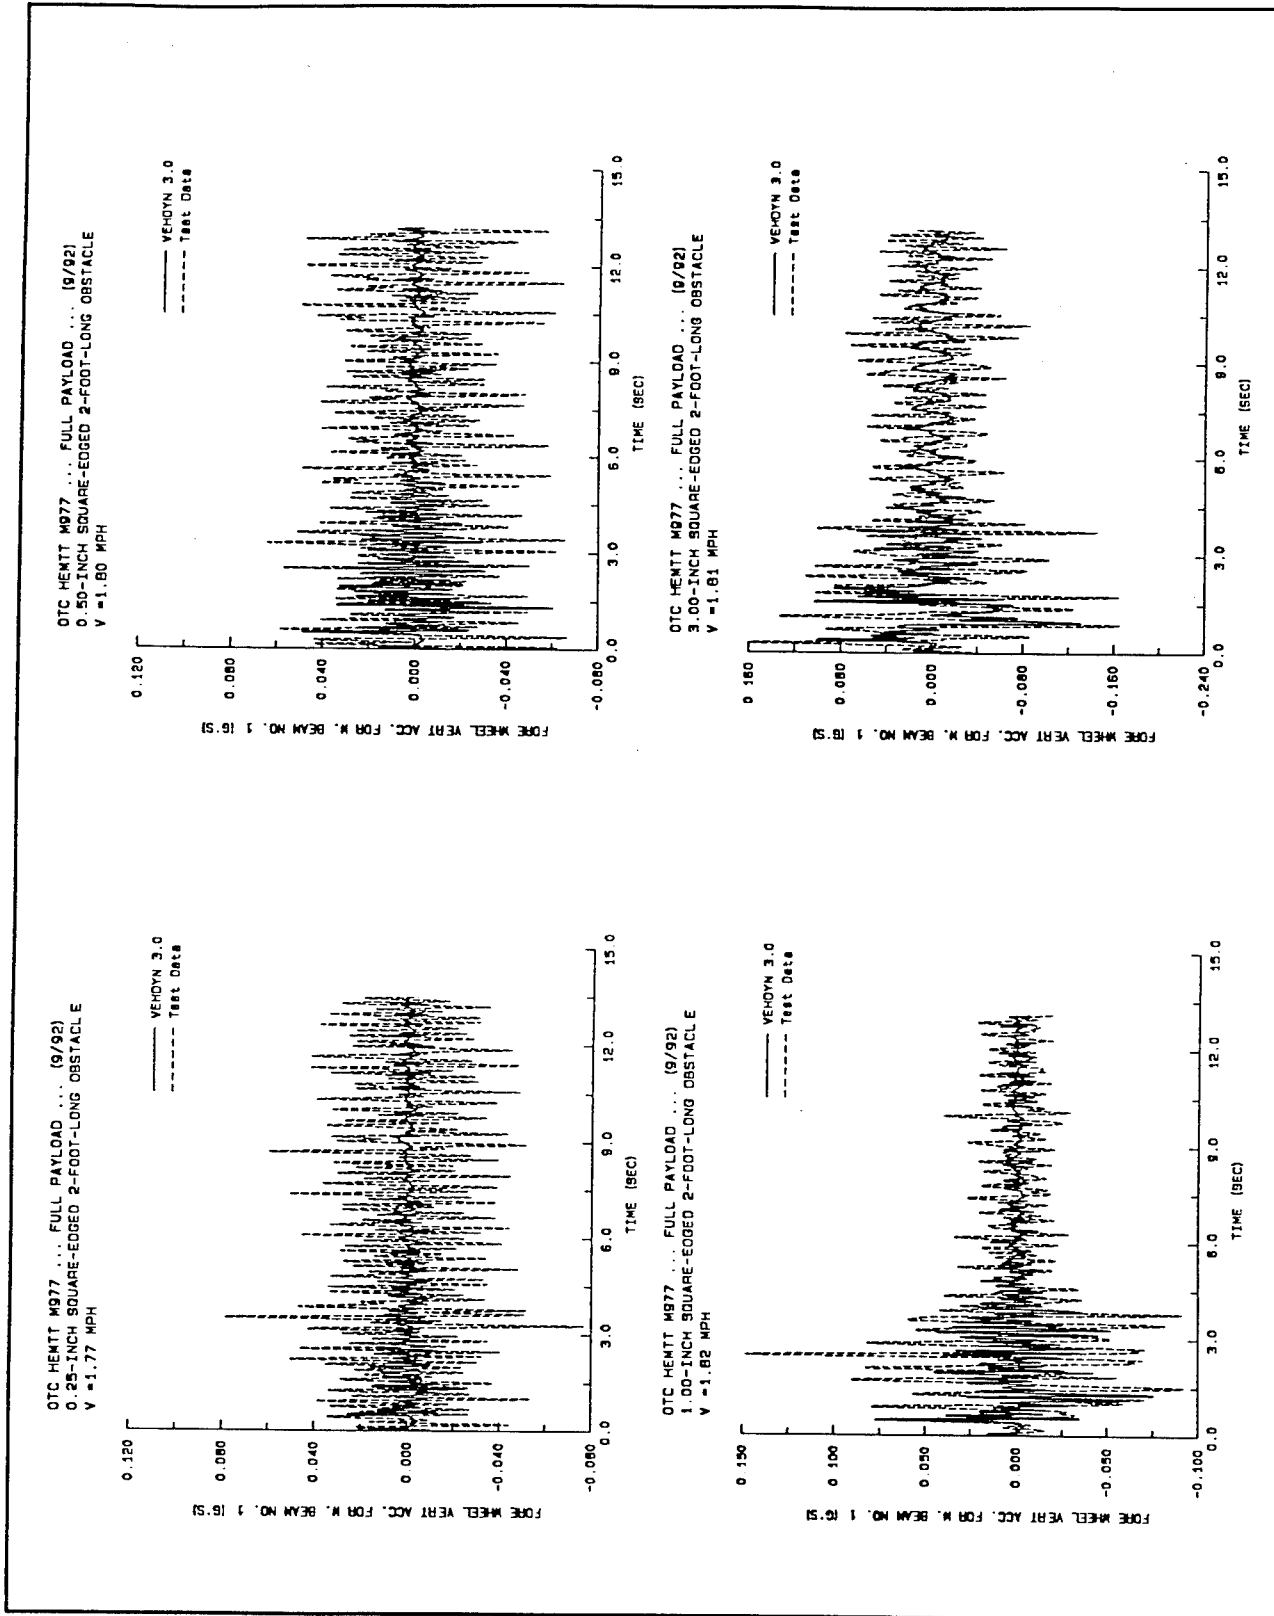 OTC HEMTT M977 ... FULL PAYLOAD ... (9/92)
0.25-INCH SQUARE-EDGED 2-FOOT-LONG OBSTACLE
V =1.77 MPH
VEHDYN 3.0
Test Data
0.120
0.080
0.040
0.000
-0.040
-0.080
FORE WHEEL VERT ACC. FOR W. BEAM NO. 1 (G'S)
0.0 3.0 6.0 9.0 12.0 15.0
TIME (SEC)
OTC HEMTT M977 ... FULL PAYLOAD ... (9/92)
0.50-INCH SQUARE-EDGED 2-FOOT-LONG OBSTACLE
V =1.80 MPH
VEHDYN 3.0
Test Data
0.120
0.080
0.040
0.000
-0.040
-0.080
FORE WHEEL VERT ACC. FOR W. BEAM NO. 1 (G'S)
0.0 3.0 6.0 9.0 12.0 15.0
TIME (SEC)
OTC HEMTT M977 ... FULL PAYLOAD ... (9/92)
1.00-INCH SQUARE-EDGED 2-FOOT-LONG OBSTACLE
V =1.82 MPH
VEHDYN 3.0
Test Data
0.150
0.100
0.050
0.000
-0.050
-0.100
FORE WHEEL VERT ACC. FOR W. BEAM NO. 1 (G'S)
0.0 3.0 6.0 9.0 12.0 15.0
TIME (SEC)
OTC HEMTT M977 ... FULL PAYLOAD ... (9/92)
3.00-INCH SQUARE-EDGED 2-FOOT-LONG OBSTACLE
V =1.81 MPH
VEHDYN 3.0
Test Data
0.160
0.080
0.000
-0.080
-0.160
-0.240
FORE WHEEL VERT ACC. FOR W. BEAM NO. 1 (G'S)
0.0 3.0 6.0 9.0 12.0 15.0
TIME (SEC)